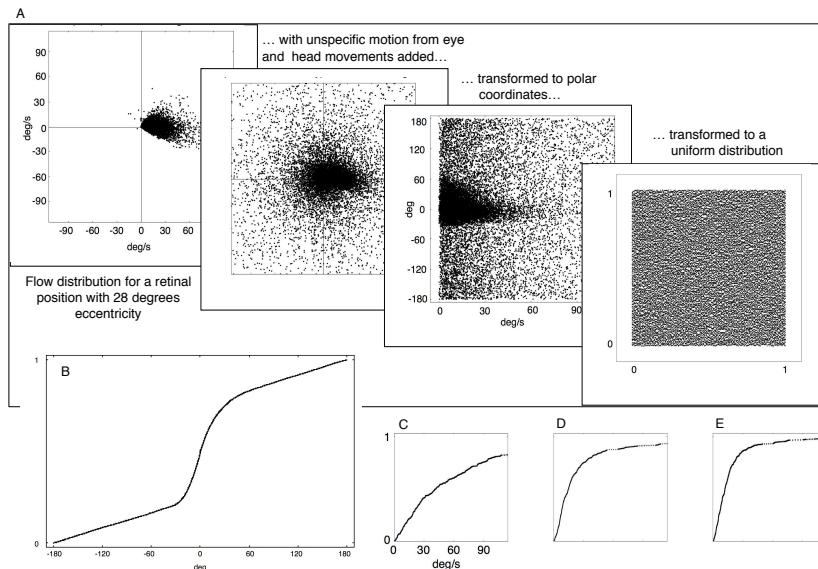 A
… with unspecific motion from eye
and head movements added…
… transformed to polar
coordinates…
… transformed to a
uniform distribution
90
60
30
0
-30
-60
-90
deg/s
-90 -60 -30 0 30 60
deg/s
Flow distribution for a retinal
position with 28 degrees
eccentricity
180
120
60
0
-60
-120
-180
deg
0 30 60 90
deg/s
1
0
0 1
B
1
0
-180 -120 -60 0 60 120 180
deg
C
1
0
0 30 60 90
deg/s
D
E